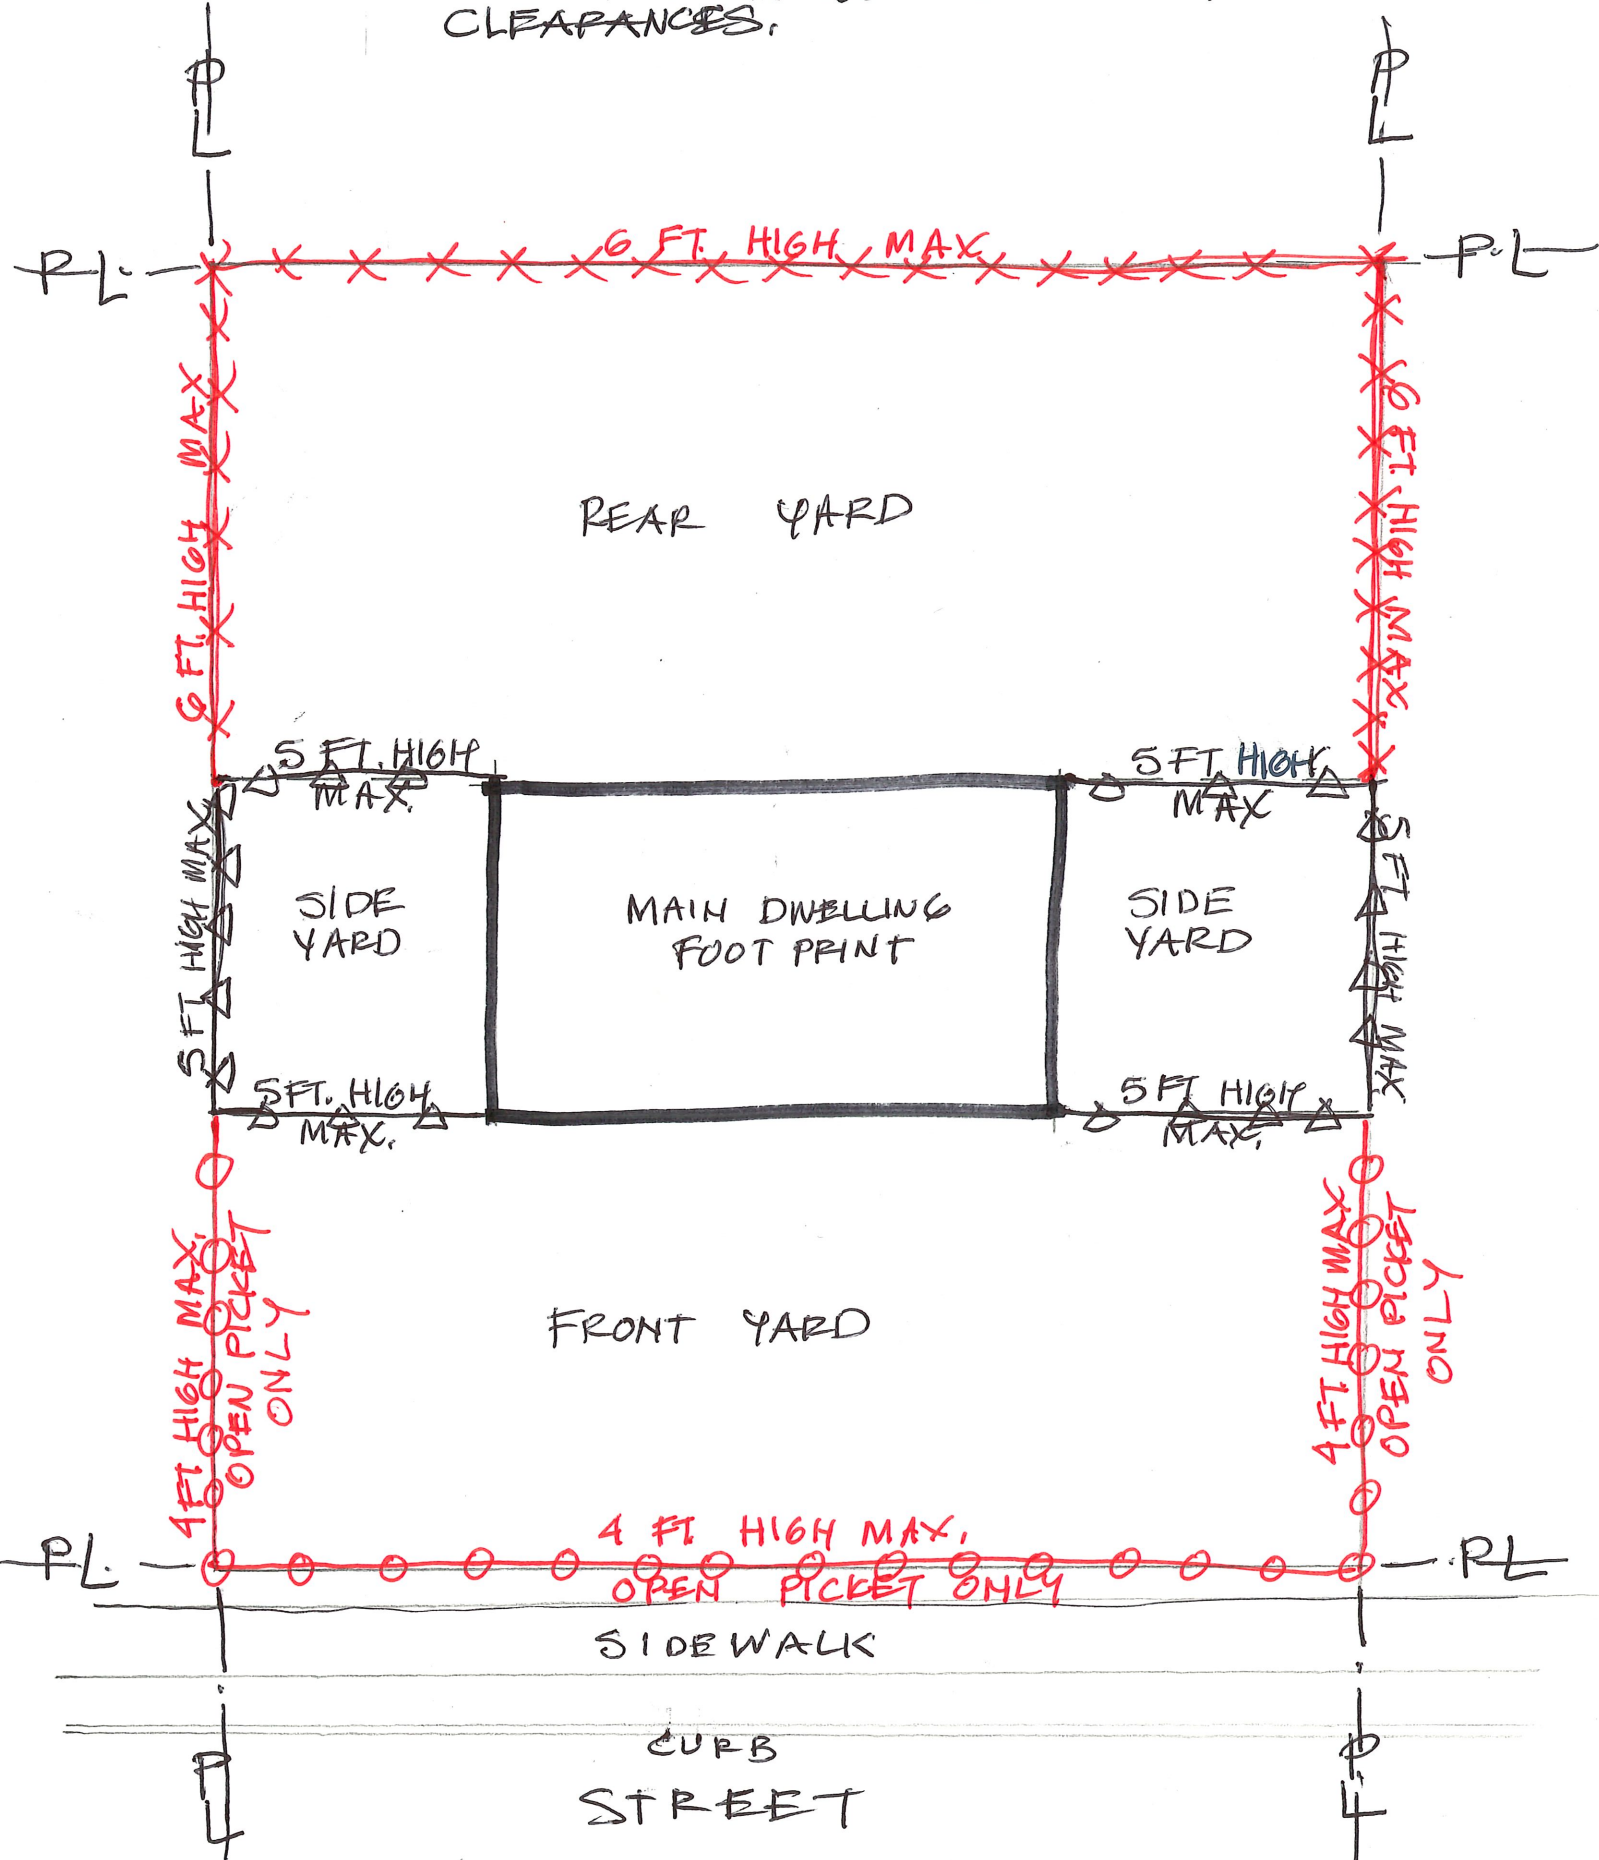 CLEARANCES.
PL
PL
PL
6 FT. HIGH MAX
P.L
6 FT. HIGH MAX
6 FT. HIGH MAX
REAR YARD
5 FT. HIGH
MAX.
5 FT HIGH
MAX
5 FT HIGH MAX
SIDE
YARD
MAIN DWELLING
FOOT PRINT
SIDE
YARD
5 FT HIGH MAX
5 FT. HIGH
MAX.
5 FT HIGH
MAX.
4 FT HIGH MAX.
OPEN PICKET
ONLY
FRONT YARD
4 FT HIGH MAX
OPEN PICKET
ONLY
PL.
4 FT HIGH MAX.
OPEN PICKET ONLY
PL
SIDEWALK
CURB
STREET
PL
PL